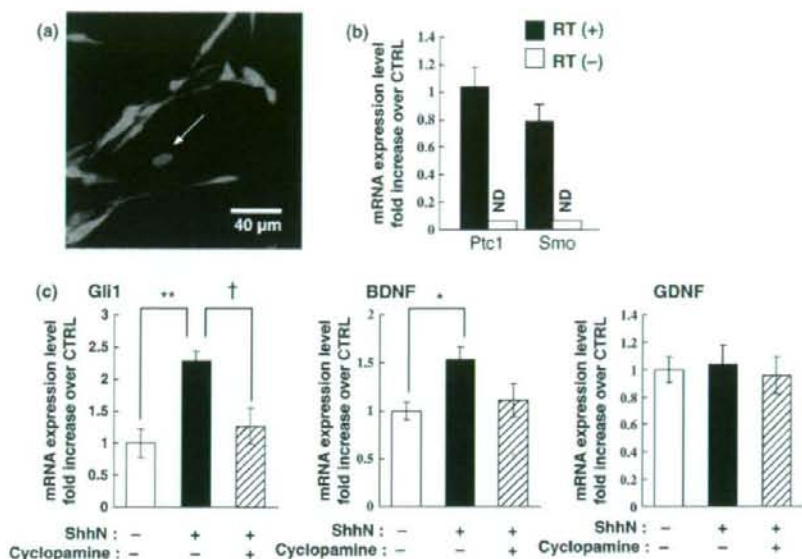 (a)
40 µm
(b)
RT (+)
RT (–)
mRNA expression level
fold increase over CTRL
1.4
1.2
1
0.8
0.6
0.4
0.2
0
ND
ND
Ptc1
Smo
(c)
Gli1
**
†
mRNA expression level
fold increase over CTRL
3
2.5
2
1.5
1
0.5
0
ShhN : – + +
Cyclopamine : – – +
BDNF
*
mRNA expression level
fold increase over CTRL
2
1.5
1
0.5
0
ShhN : – + +
Cyclopamine : – – +
GDNF
mRNA expression level
fold increase over CTRL
1.4
1.2
1
0.8
0.6
0.4
0.2
0
ShhN : – + +
Cyclopamine : – – +